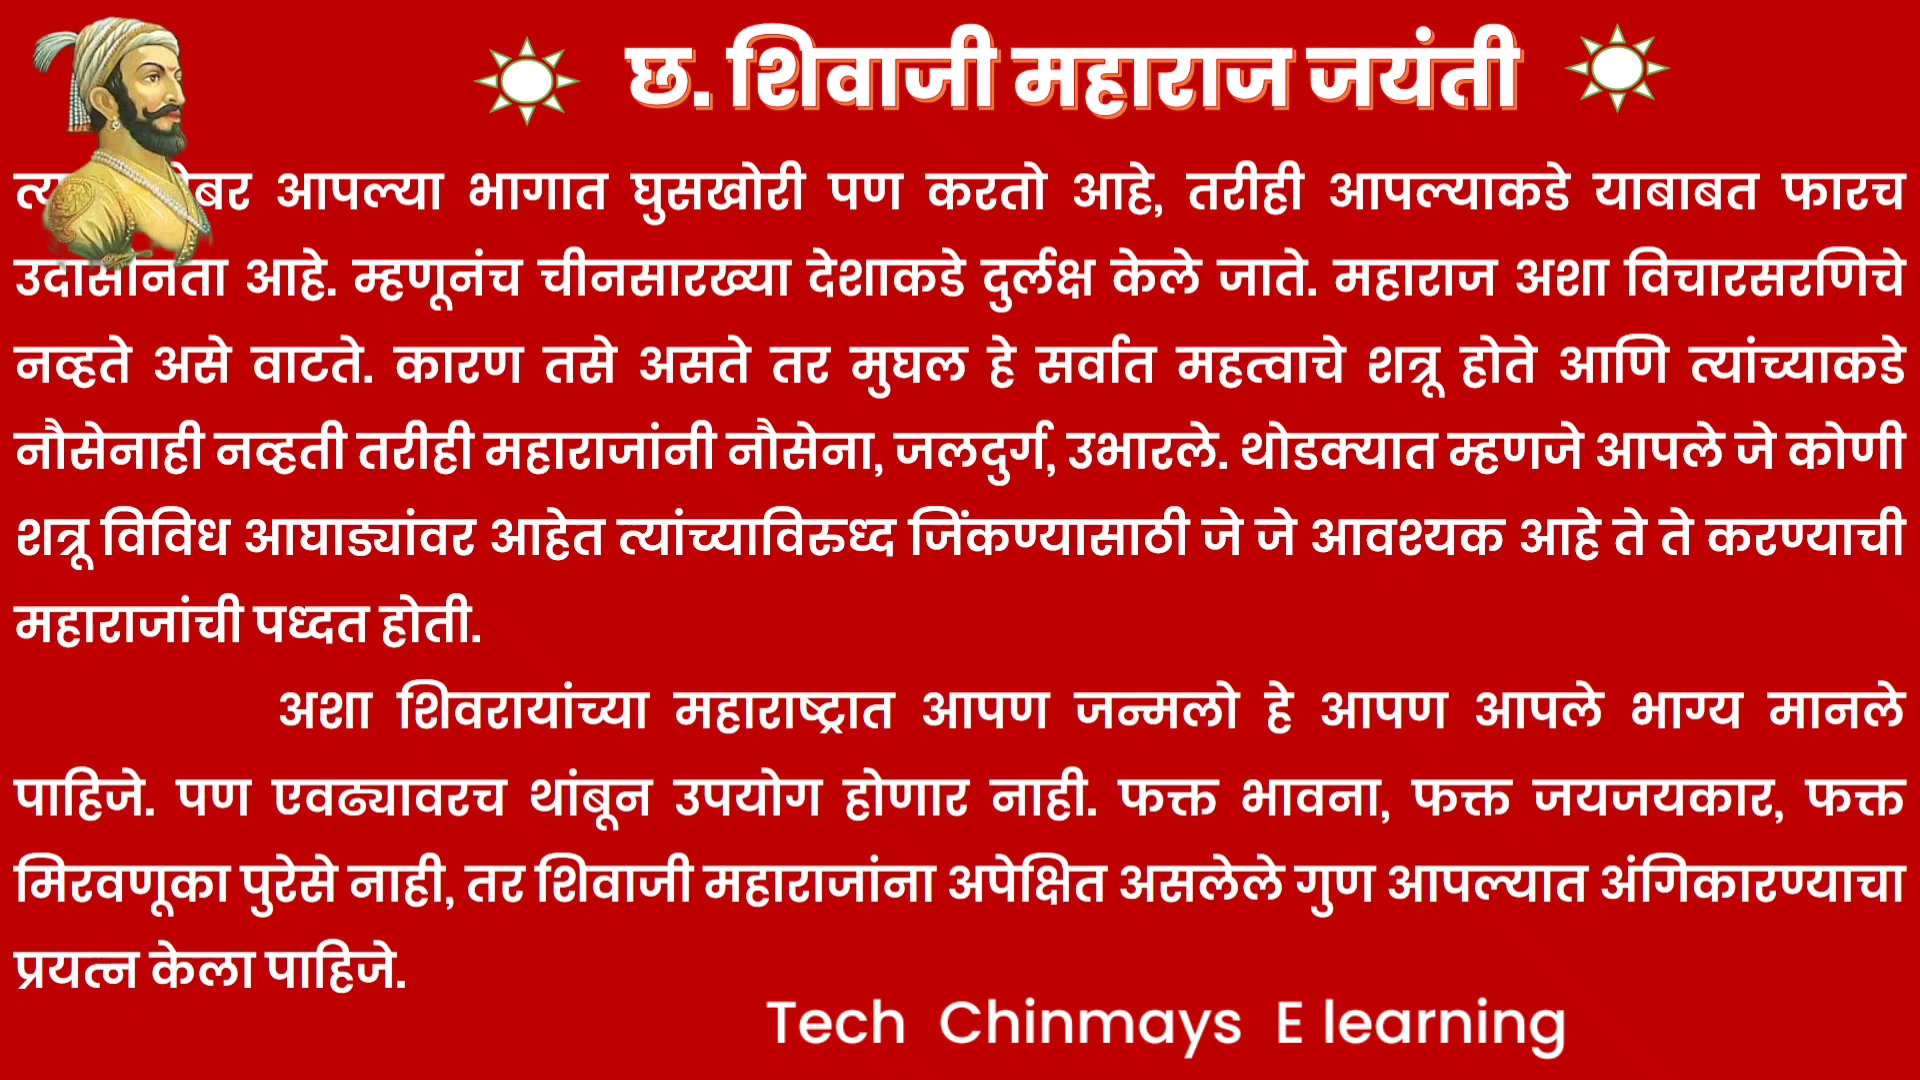 छ. शिवाजी महाराज जयंती
आपल्या भागात घुसखोरी पण करतो आहे, तरीही आपल्याकडे याबाबत फारच
उदासीनता आहे. म्हणूनंच चीनसारख्या देशाकडे दुर्लक्ष केले जाते. महाराज अशा विचारसरणिचे
नव्हते असे वाटते. कारण तसे असते तर मुघल हे सर्वात महत्वाचे शत्रू होते आणि त्यांच्याकडे
नौसेनाही नव्हती तरीही महाराजांनी नौसेना, जलदुर्ग, उभारले. थोडक्यात म्हणजे आपले जे कोणी
शत्रू विविध आघाड्यांवर आहेत त्यांच्याविरुध्द जिंकण्यासाठी जे जे आवश्यक आहे ते ते करण्याची
महाराजांची पध्दत होती.
अशा शिवरायांच्या महाराष्ट्रात आपण जन्मलो हे आपण आपले भाग्य मानले
पाहिजे. पण एवढ्यावरच थांबून उपयोग होणार नाही. फक्त भावना, फक्त जयजयकार, फक्त
मिरवणूका पुरेसे नाही, तर शिवाजी महाराजांना अपेक्षित असलेले गुण आपल्यात अंगिकारण्याचा
प्रयत्न केला पाहिजे.
Tech Chinmays E learning